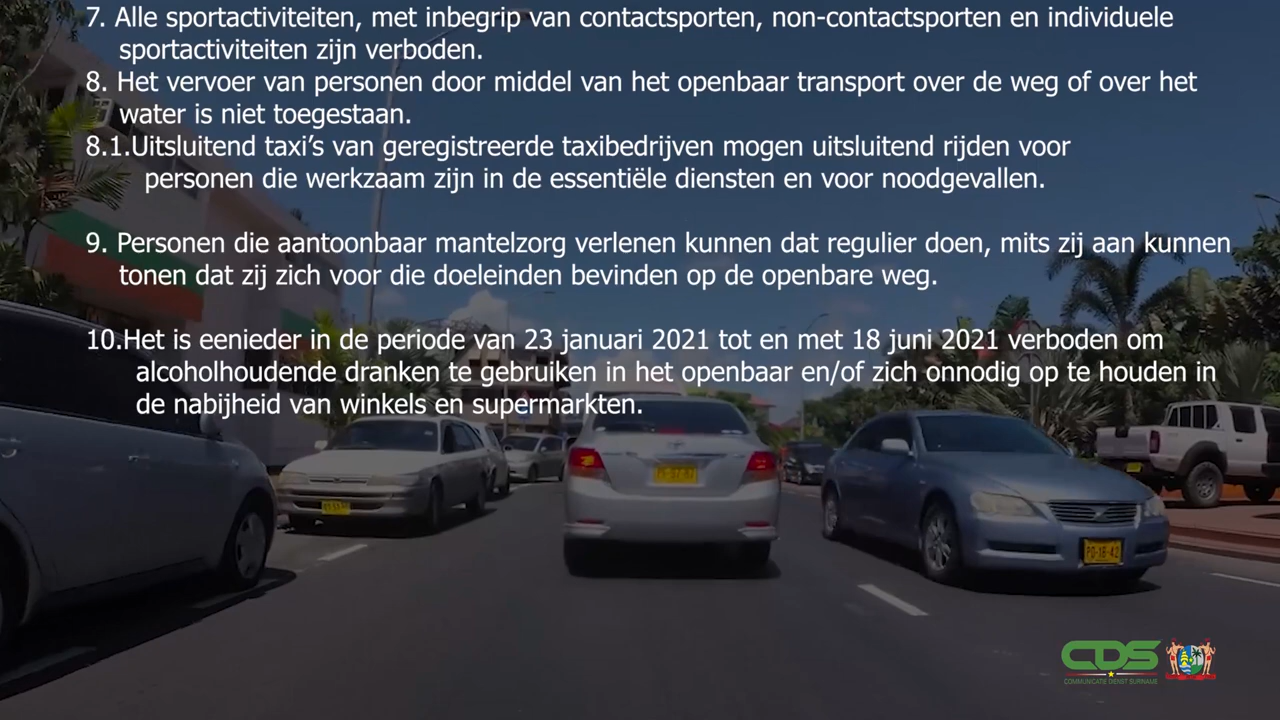 7. Alle sportactiviteiten, met inbegrip van contactsporten, non-contactsporten en individuele
sportactiviteiten zijn verboden.
8. Het vervoer van personen door middel van het openbaar transport over de weg of over het
water is niet toegestaan.
8.1.Uitsluitend taxi’s van geregistreerde taxibedrijven mogen uitsluitend rijden voor
personen die werkzaam zijn in de essentiële diensten en voor noodgevallen.
9. Personen die aantoonbaar mantelzorg verlenen kunnen dat regulier doen, mits zij aan kunnen
tonen dat zij zich voor die doeleinden bevinden op de openbare weg.
10.Het is eenieder in de periode van 23 januari 2021 tot en met 18 juni 2021 verboden om
alcoholhoudende dranken te gebruiken in het openbaar en/of zich onnodig op te houden in
de nabijheid van winkels en supermarkten.
PD·18·42
CDS
COMMUNICATIE DIENST SURINAME